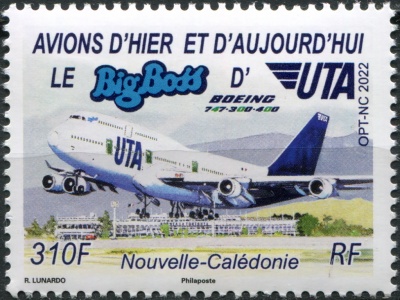 AVIONS D'HIER ET D'AUJOURD'HUI
LE BigBoss D' UTA
BOEING
747-300-400
OPT-NC 2022
UTA
310F
RF
Nouvelle-Calédonie
R. LUNARDO
Philaposte